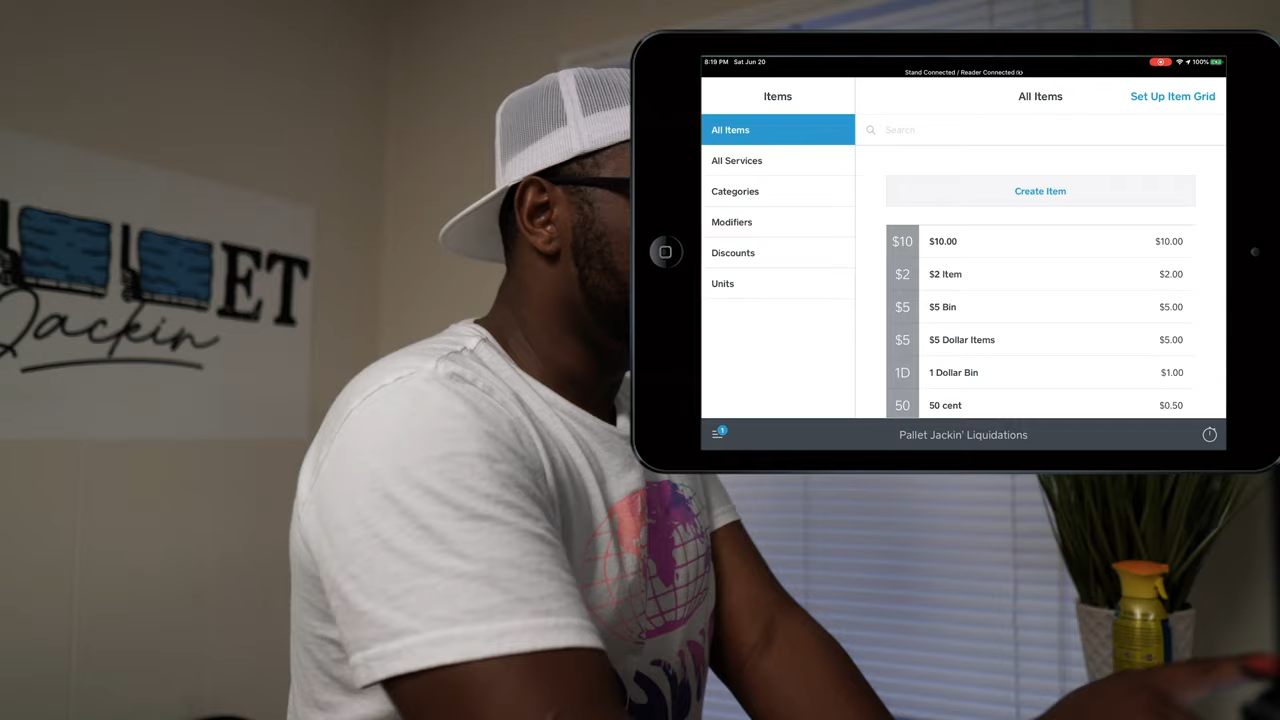 ET
Jackin
8:19 PM Sat Jun 20
100%
Stand Connected / Reader Connected
Items
All Items
Set Up Item Grid
All Items
Search
All Services
Categories
Create Item
Modifiers
$10 $10.00 $10.00
Discounts
$2 $2 Item $2.00
Units
$5 $5 Bin $5.00
$5 $5 Dollar Items $5.00
1D 1 Dollar Bin $1.00
50 50 cent $0.50
1
Pallet Jackin' Liquidations